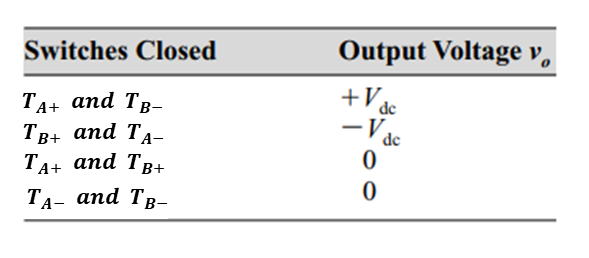 Switches Closed Output Voltage vₒ
T_A+ and T_B− +V_dc
T_B+ and T_A− −V_dc
T_A+ and T_B+ 0
T_A− and T_B− 0